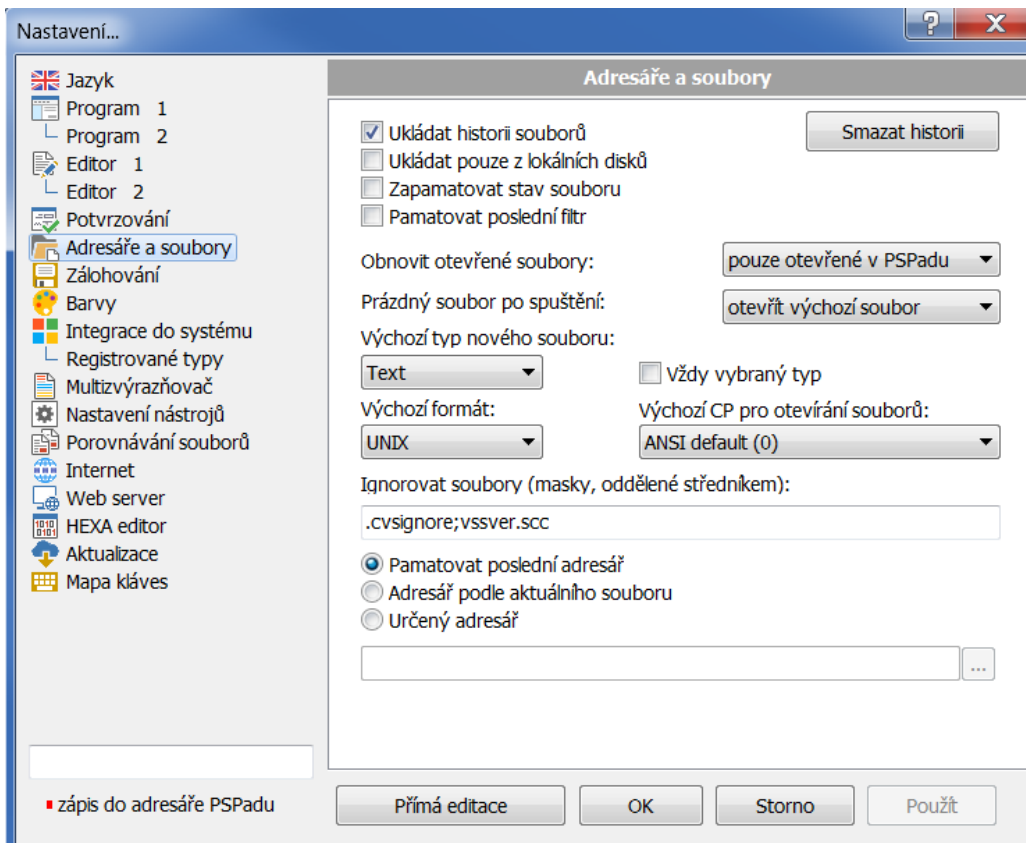 Nastavení...
Jazyk
Program 1
Program 2
Editor 1
Editor 2
Potvrzování
Adresáře a soubory
Zálohování
Barvy
Integrace do systému
Registrované typy
Multizvýrazňovač
Nastavení nástrojů
Porovnávání souborů
Internet
Web server
HEXA editor
Aktualizace
Mapa kláves
zápis do adresáře PSPadu
Adresáře a soubory
Ukládat historii souborů
Smazat historii
Ukládat pouze z lokálních disků
Zapamatovat stav souboru
Pamatovat poslední filtr
Obnovit otevřené soubory:
pouze otevřené v PSPadu
Prázdný soubor po spuštění:
otevřít výchozí soubor
Výchozí typ nového souboru:
Text
Vždy vybraný typ
Výchozí formát:
Výchozí CP pro otevírání souborů:
UNIX
ANSI default (0)
Ignorovat soubory (masky, oddělené středníkem):
.cvsignore;vssver.scc
Pamatovat poslední adresář
Adresář podle aktuálního souboru
Určený adresář
...
Přímá editace
OK
Storno
Použít